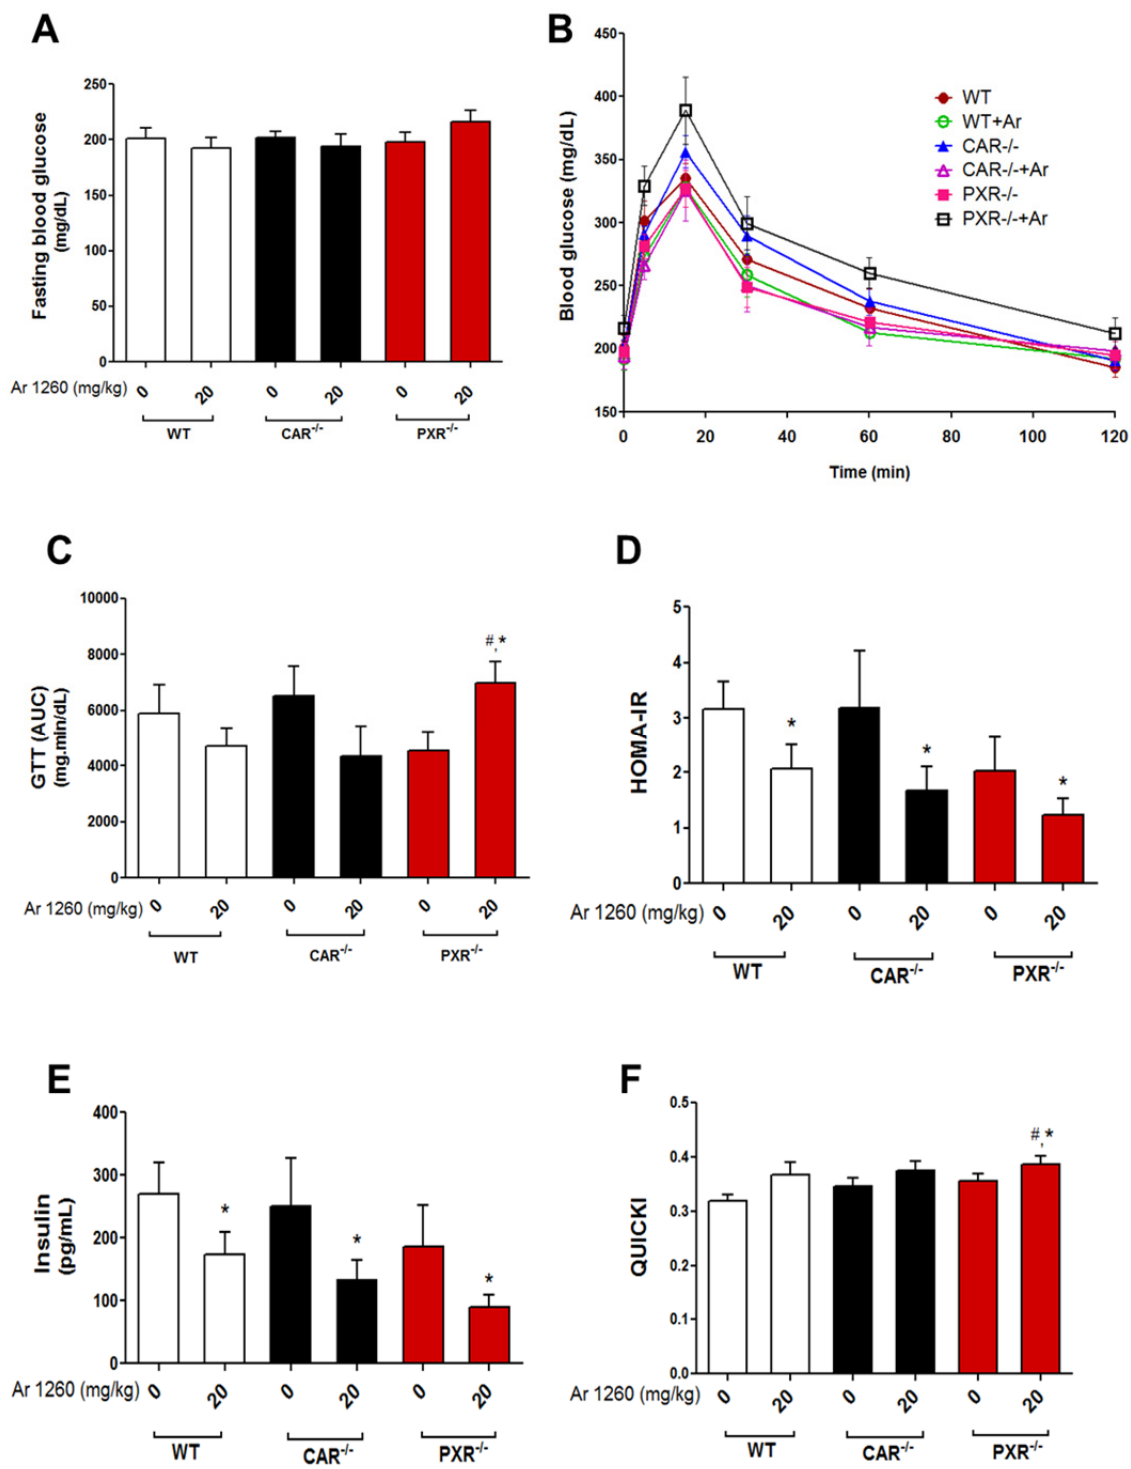 A
Fasting blood glucose
(mg/dL)
250
200
150
100
50
0
Ar 1260 (mg/kg) 0 20 0 20 0 20
WT CAR-/- PXR-/-
B
Blood glucose (mg/dL)
450
400
350
300
250
200
150
0 20 40 60 80 100 120
Time (min)
WT
WT+Ar
CAR-/-
CAR-/-+Ar
PXR-/-
PXR-/-+Ar
C
GTT (AUC)
(mg.min/dL)
10000
8000
6000
4000
2000
0
#,*
Ar 1260 (mg/kg) 0 20 0 20 0 20
WT CAR-/- PXR-/-
D
HOMA-IR
5
4
3
2
1
0
* * *
Ar 1260 (mg/kg) 0 20 0 20 0 20
WT CAR-/- PXR-/-
E
Insulin
(pg/mL)
400
300
200
100
0
* * *
Ar 1260 (mg/kg) 0 20 0 20 0 20
WT CAR-/- PXR-/-
F
QUICKI
0.5
0.4
0.3
0.2
0.1
0.0
#,*
Ar 1260 (mg/kg) 0 20 0 20 0 20
WT CAR-/- PXR-/-